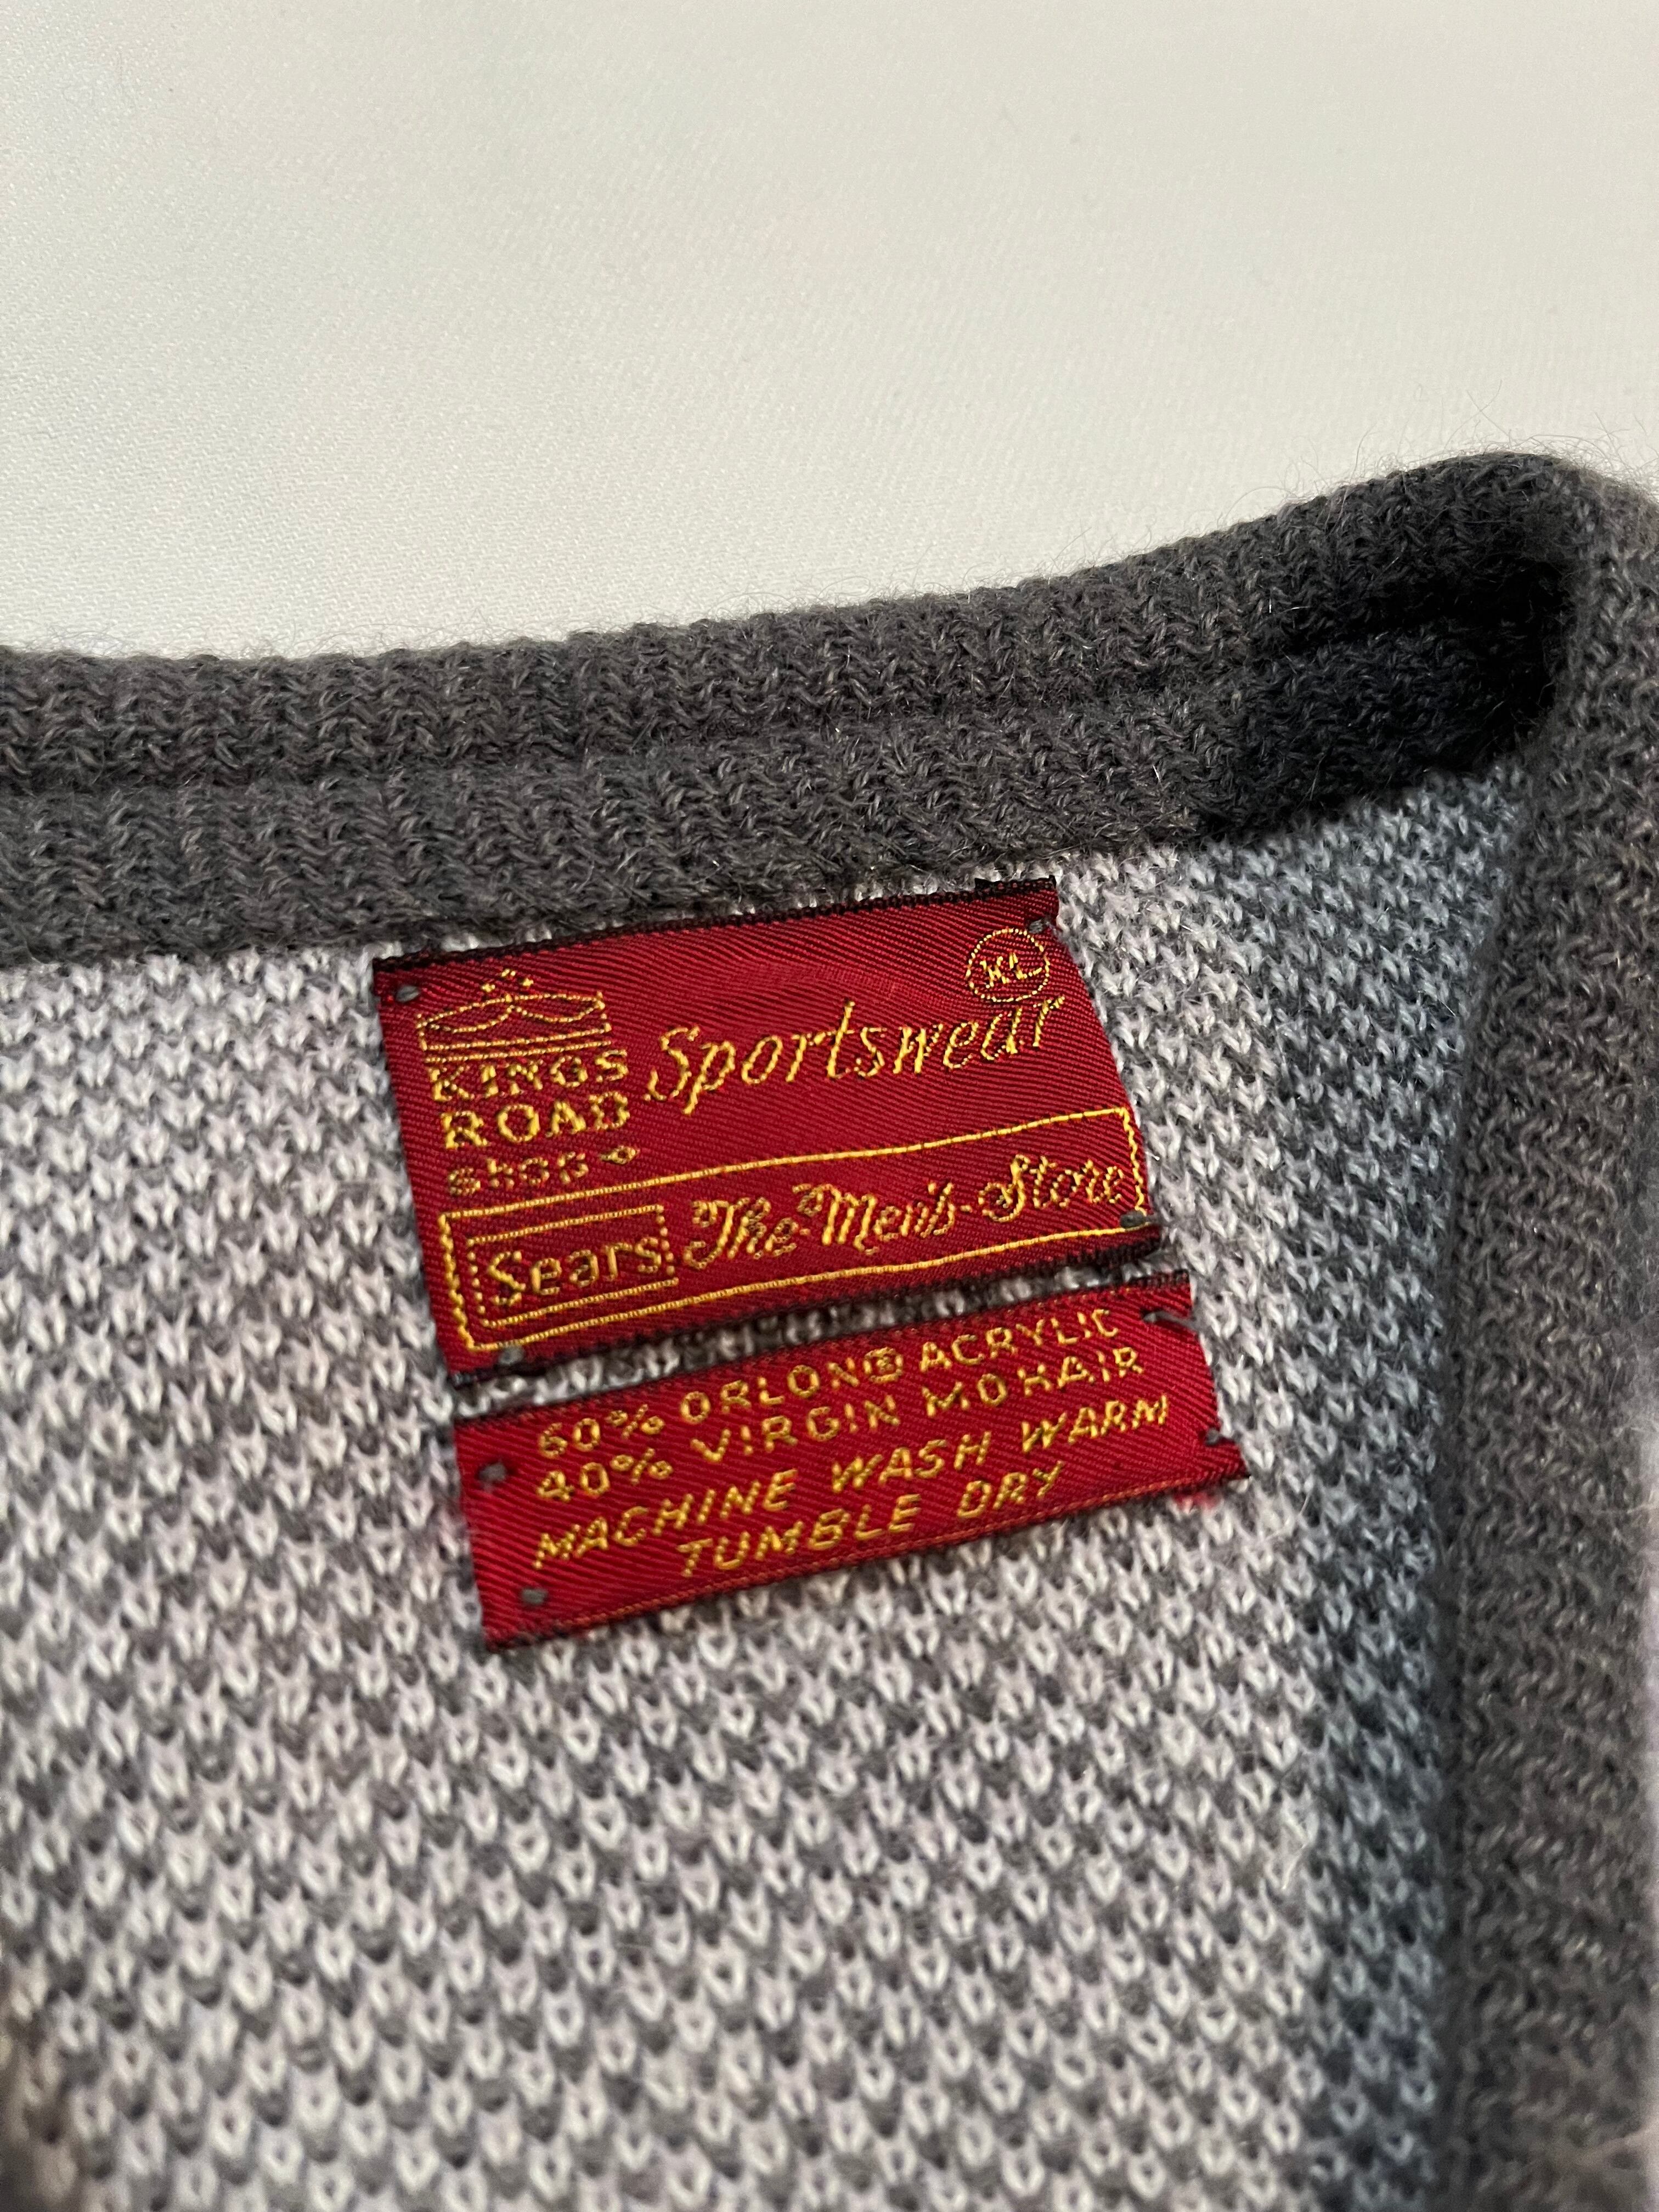 XL
KINGS
ROAD
shop
Sportswear
Sears The Men's Store
60% ORLON® ACRYLIC
40% VIRGIN MOHAIR
MACHINE WASH WARM
TUMBLE DRY